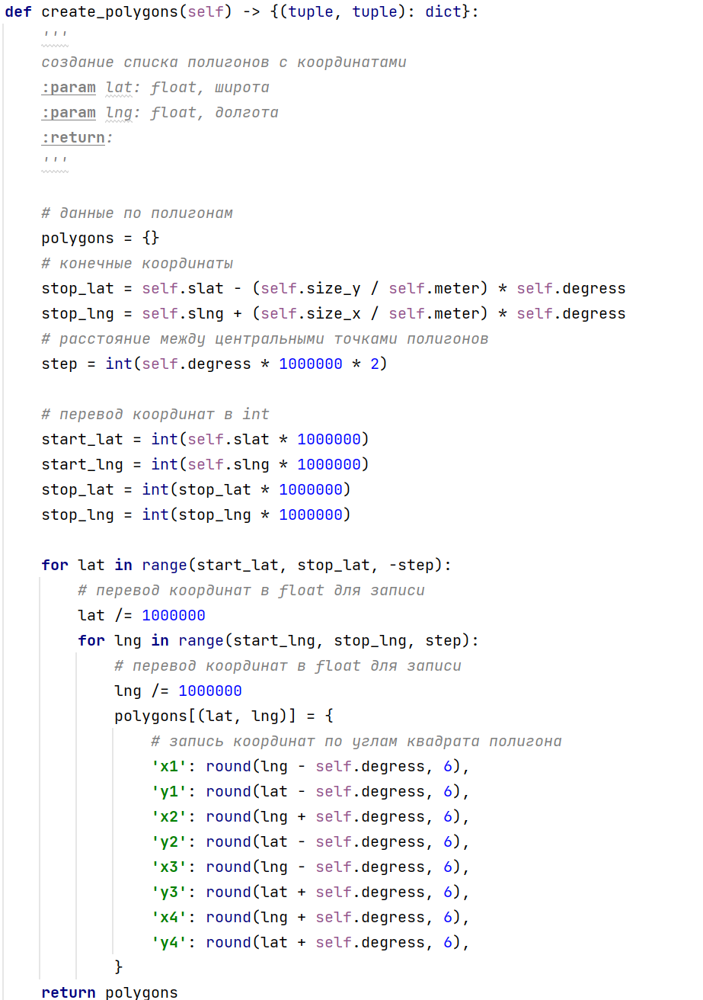 def create_polygons(self) -> {(tuple, tuple): dict}:
    '''
    создание списка полигонов с координатами
    :param lat: float, широта
    :param lng: float, долгота
    :return:
    '''

    # данные по полигонам
    polygons = {}
    # конечные координаты
    stop_lat = self.slat - (self.size_y / self.meter) * self.degress
    stop_lng = self.slng + (self.size_x / self.meter) * self.degress
    # расстояние между центральными точками полигонов
    step = int(self.degress * 1000000 * 2)

    # перевод координат в int
    start_lat = int(self.slat * 1000000)
    start_lng = int(self.slng * 1000000)
    stop_lat = int(stop_lat * 1000000)
    stop_lng = int(stop_lng * 1000000)

    for lat in range(start_lat, stop_lat, -step):
        # перевод координат в float для записи
        lat /= 1000000
        for lng in range(start_lng, stop_lng, step):
            # перевод координат в float для записи
            lng /= 1000000
            polygons[(lat, lng)] = {
                # запись координат по углам квадрата полигона
                'x1': round(lng - self.degress, 6),
                'y1': round(lat - self.degress, 6),
                'x2': round(lng + self.degress, 6),
                'y2': round(lat - self.degress, 6),
                'x3': round(lng - self.degress, 6),
                'y3': round(lat + self.degress, 6),
                'x4': round(lng + self.degress, 6),
                'y4': round(lat + self.degress, 6),
            }
    return polygons